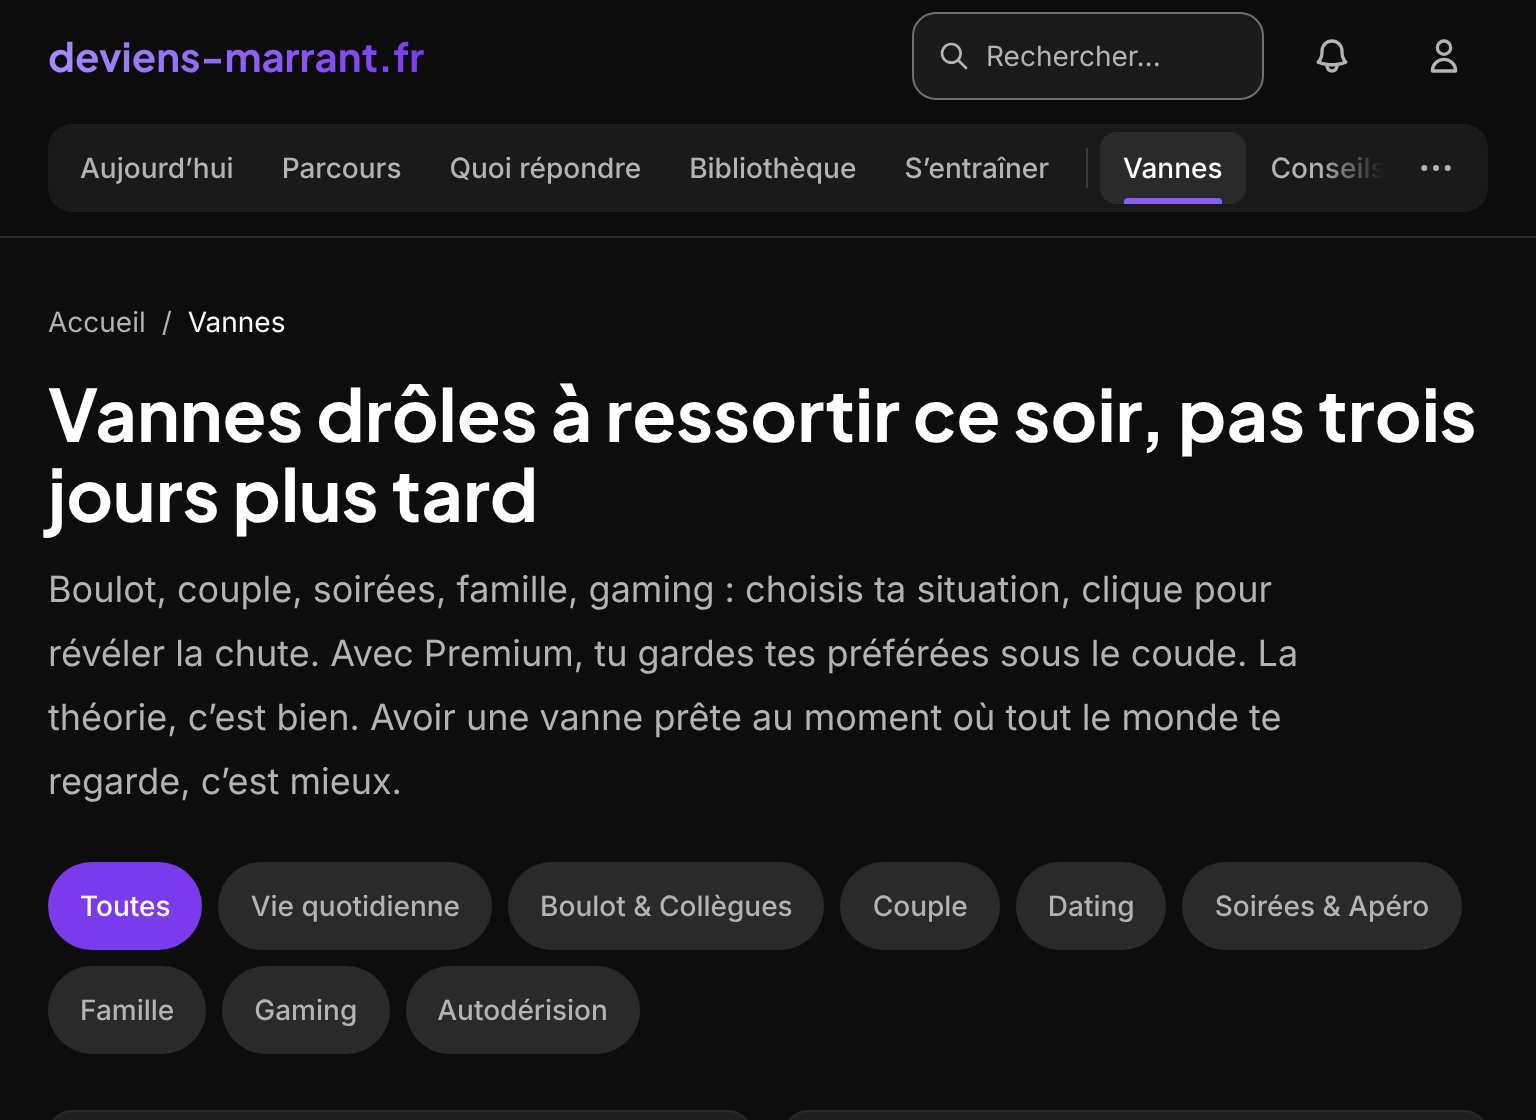 deviens-marrant.fr
Rechercher...
Aujourd’hui Parcours Quoi répondre Bibliothèque S’entraîner Vannes Conseils
Accueil / Vannes
Vannes drôles à ressortir ce soir, pas trois
jours plus tard
Boulot, couple, soirées, famille, gaming : choisis ta situation, clique pour
révéler la chute. Avec Premium, tu gardes tes préférées sous le coude. La
théorie, c’est bien. Avoir une vanne prête au moment où tout le monde te
regarde, c’est mieux.
Toutes Vie quotidienne Boulot & Collègues Couple Dating Soirées & Apéro
Famille Gaming Autodérision